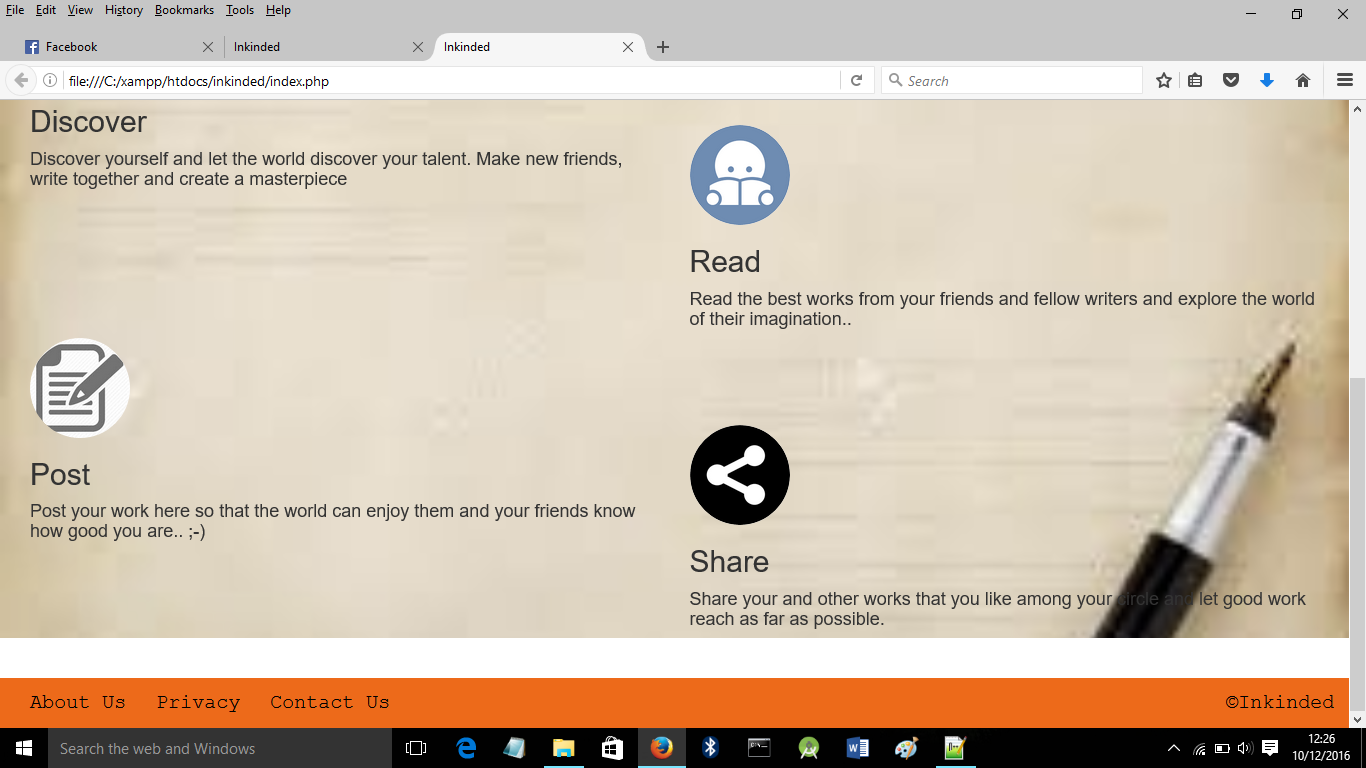 File Edit View History Bookmarks Tools Help
Facebook
Inkinded
Inkinded
file:///C:/xampp/htdocs/inkinded/index.php
Search
Discover
Discover yourself and let the world discover your talent. Make new friends,
write together and create a masterpiece
Read
Read the best works from your friends and fellow writers and explore the world
of their imagination..
Post
Post your work here so that the world can enjoy them and your friends know
how good you are.. ;-)
Share
Share your and other works that you like among your circle and let good work
reach as far as possible.
About Us Privacy Contact Us ©Inkinded
Search the web and Windows
12:26
10/12/2016